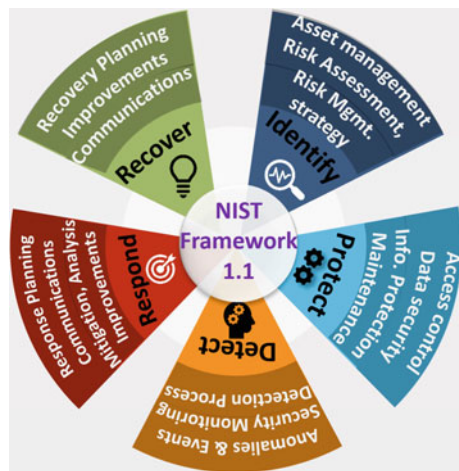 NIST
Framework
1.1
Identify
Asset management
Risk Assessment,
Risk Mgmt.
strategy
Protect
Access control
Data security
Info. Protection
Maintenance
Detect
Anomalies & Events
Security Monitoring
Detection Process
Respond
Response Planning
Communications
Mitigation, Analysis
Improvements
Recover
Recovery Planning
Improvements
Communications